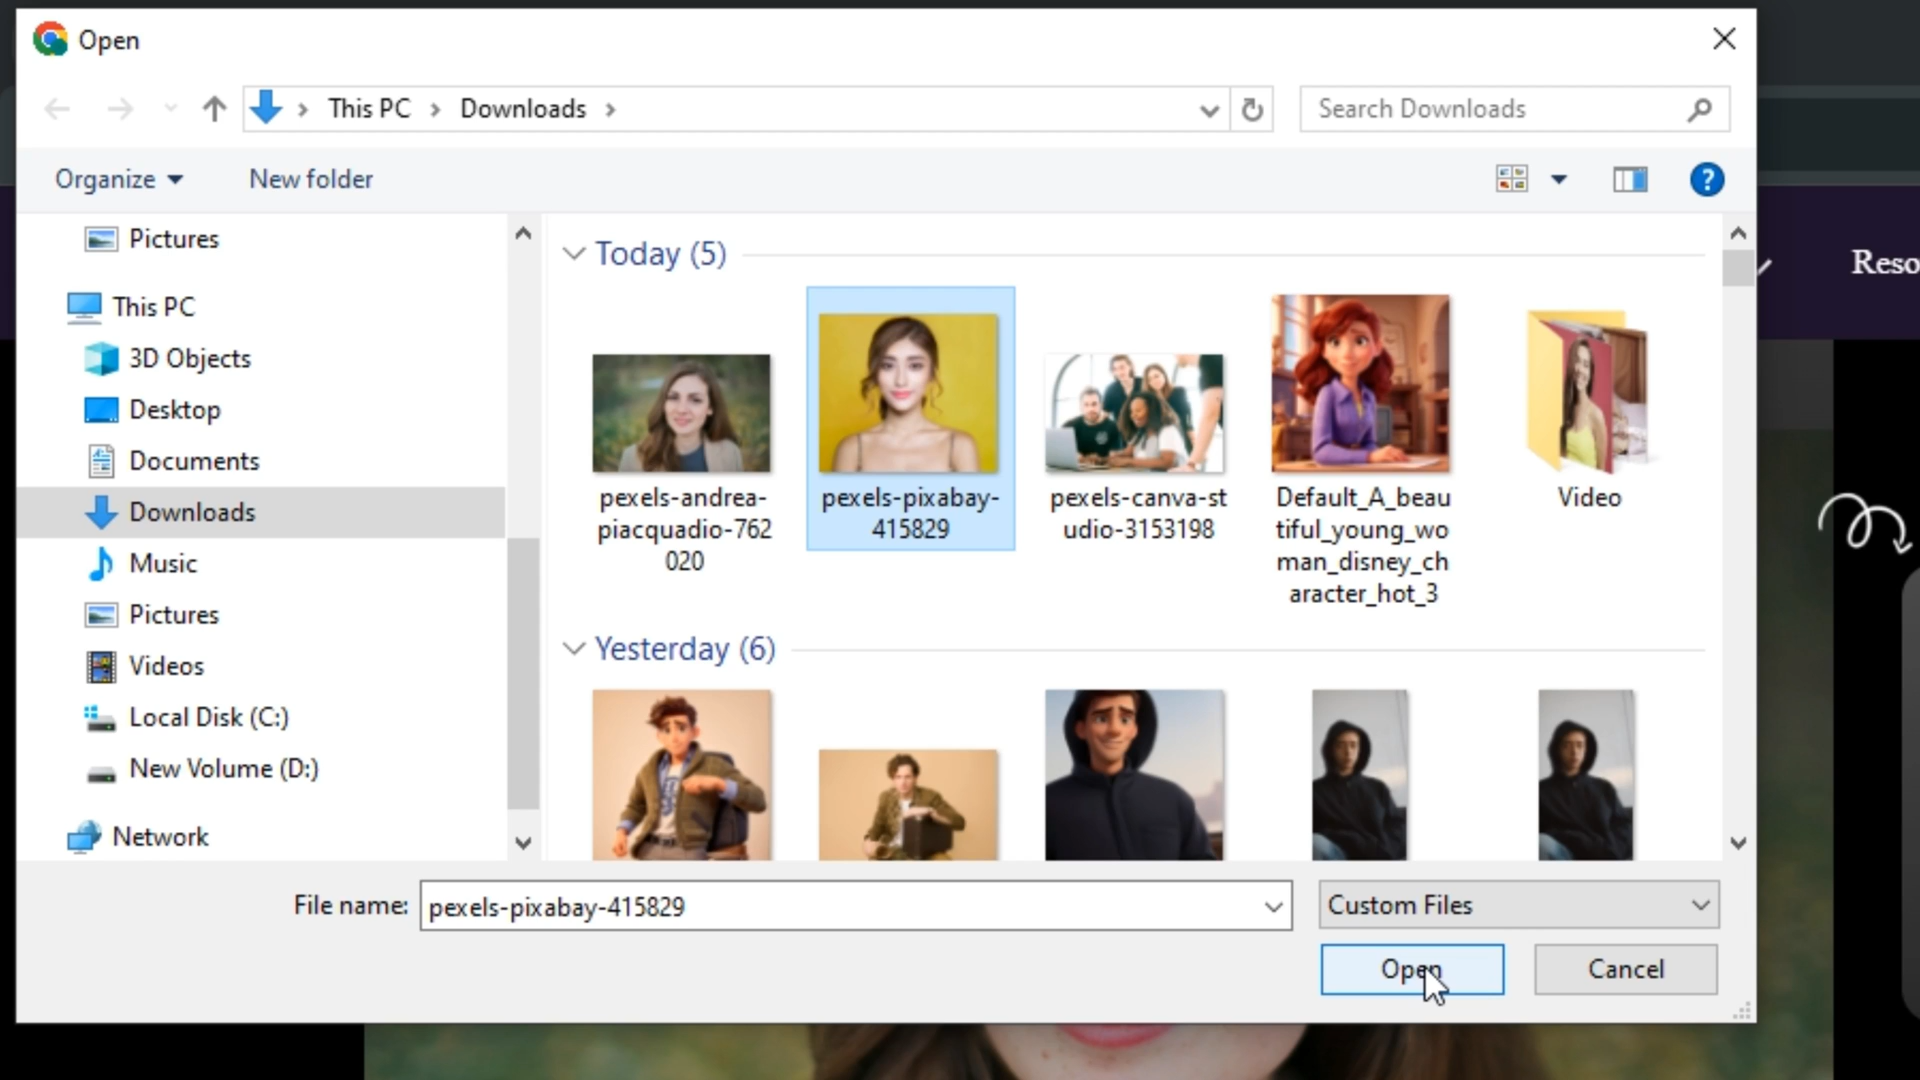 Open
This PC
Downloads
Search Downloads
Organize
New folder
?
Pictures
This PC
3D Objects
Desktop
Documents
Downloads
Music
Pictures
Videos
Local Disk (C:)
New Volume (D:)
Network
Today (5)
pexels-andrea-
piacquadio-762
020
pexels-pixabay-
415829
pexels-canva-st
udio-3153198
Default_A_beau
tiful_young_wo
man_disney_ch
aracter_hot_3
Video
Yesterday (6)
File name:
pexels-pixabay-415829
Custom Files
Open
Cancel
Reso